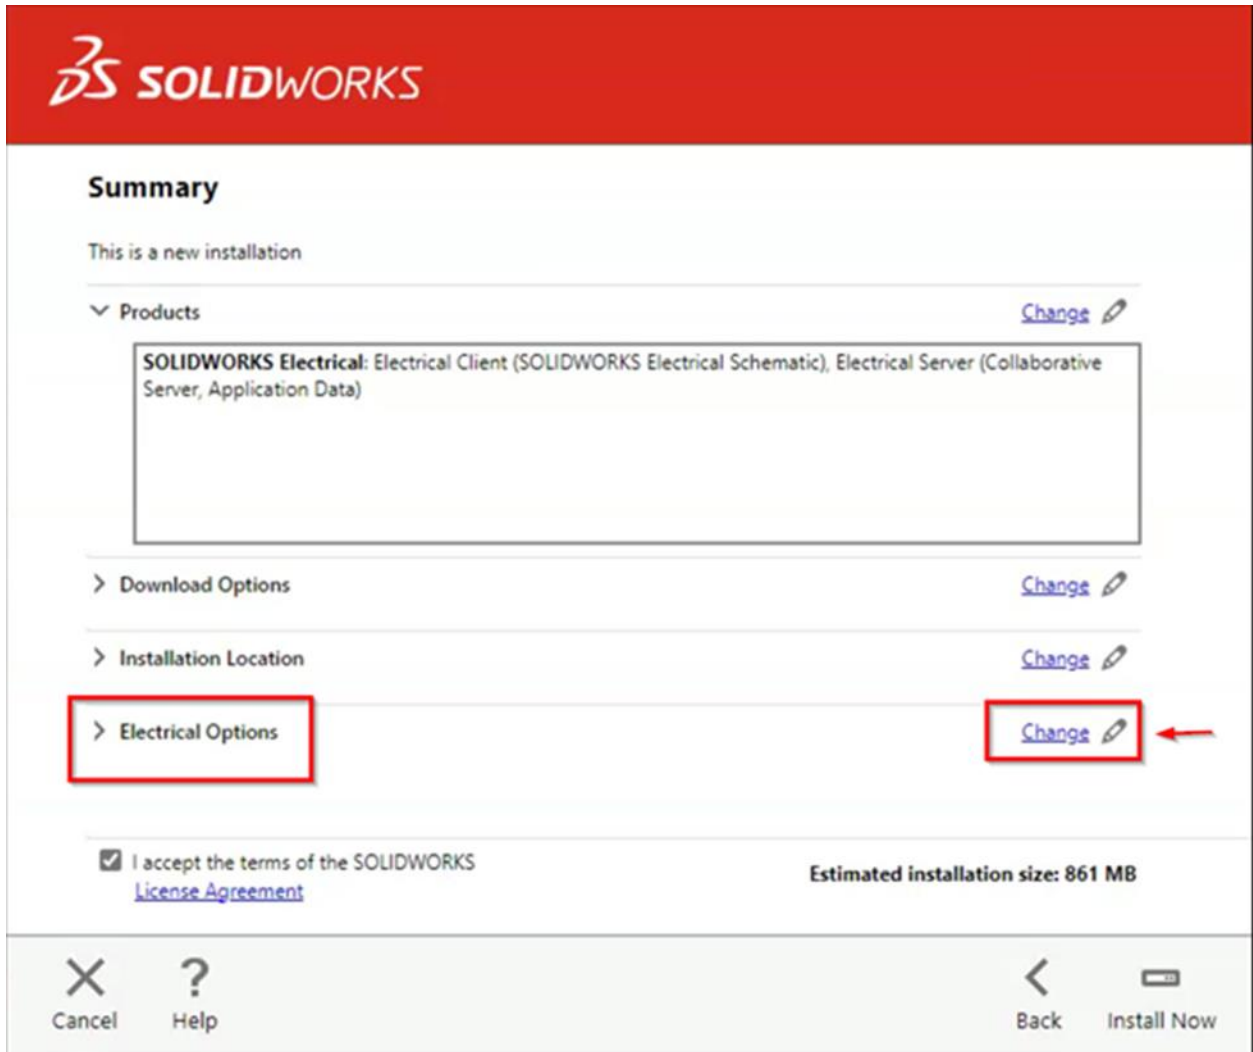 SOLIDWORKS
Summary
This is a new installation
Products
Change
SOLIDWORKS Electrical: Electrical Client (SOLIDWORKS Electrical Schematic), Electrical Server (Collaborative
Server, Application Data)
Download Options
Change
Installation Location
Change
Electrical Options
Change
I accept the terms of the SOLIDWORKS
License Agreement
Estimated installation size: 861 MB
Cancel
Help
Back
Install Now